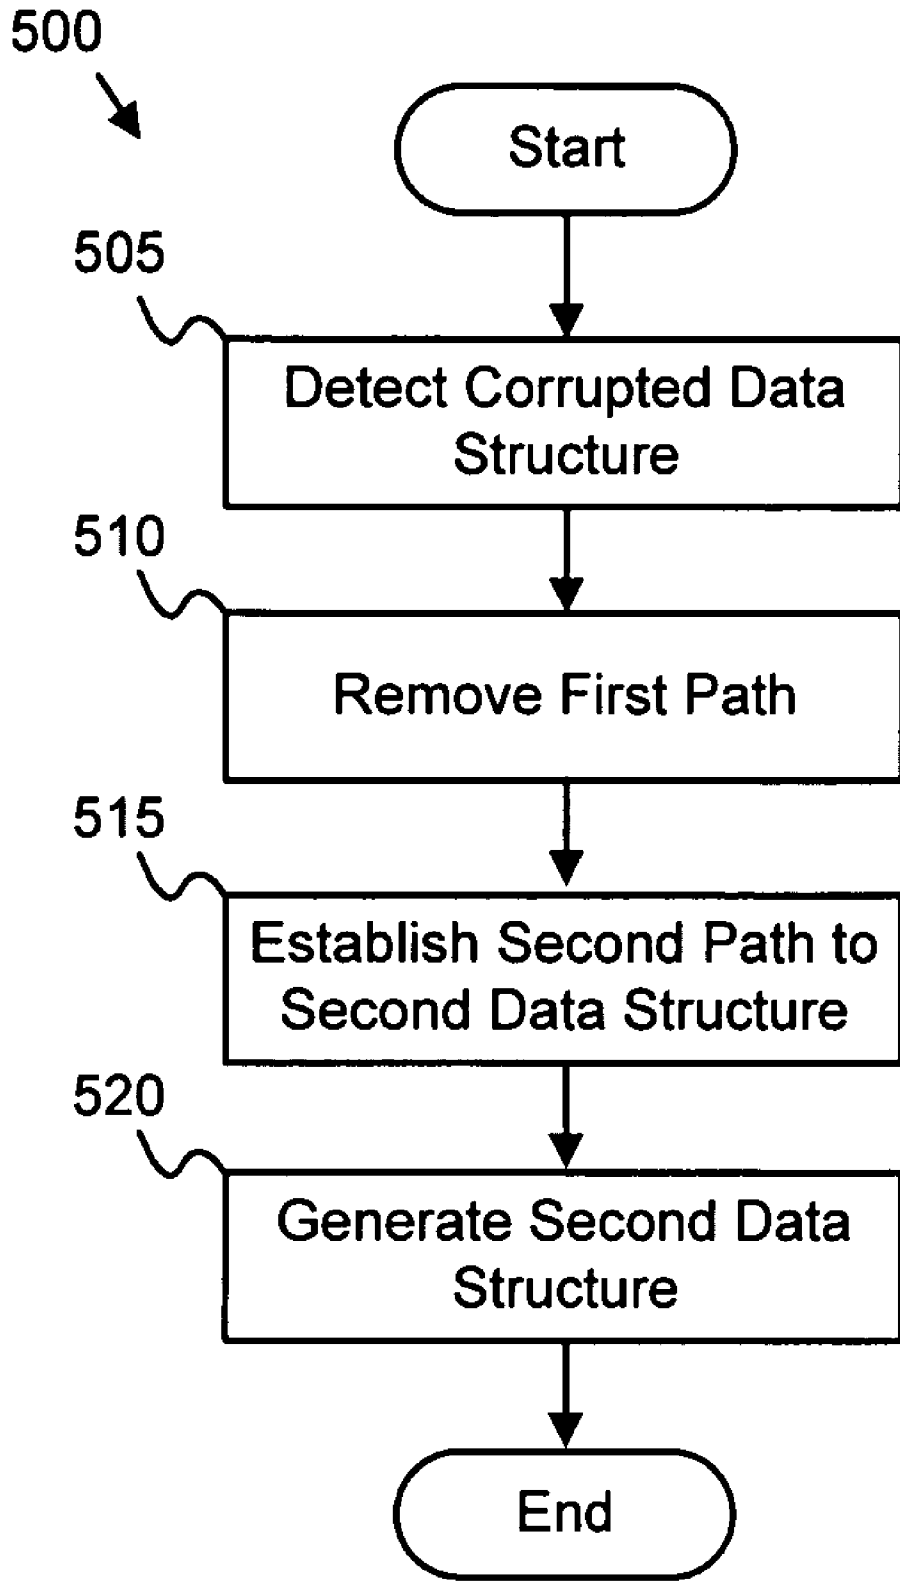 500
Start
505
Detect Corrupted Data
Structure
510
Remove First Path
515
Establish Second Path to
Second Data Structure
520
Generate Second Data
Structure
End